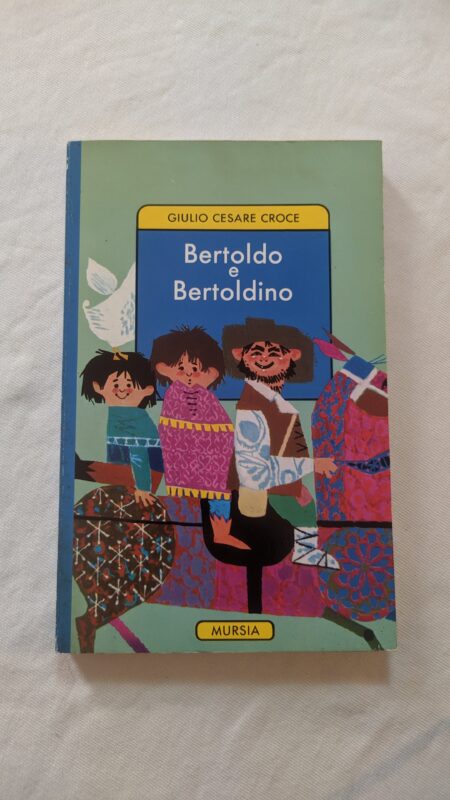 GIULIO CESARE CROCE
Bertoldo
e
Bertoldino
MURSIA